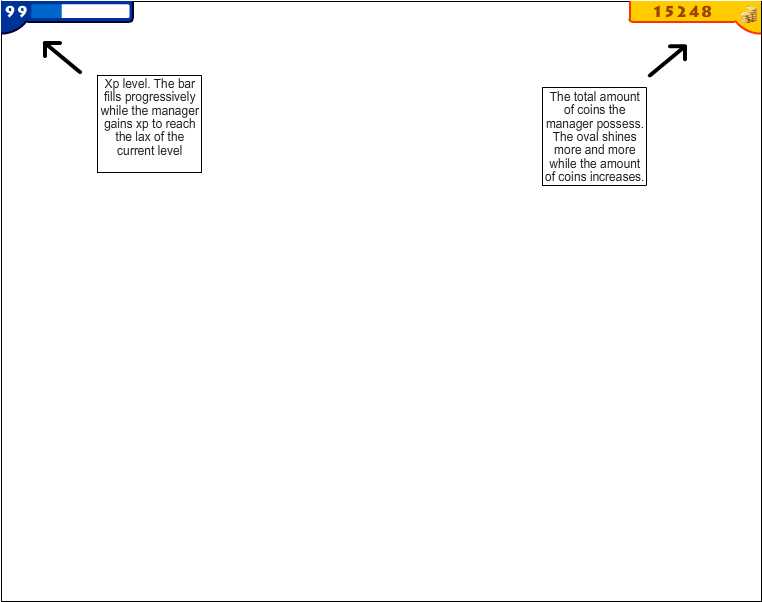 99
15248
Xp level. The bar
fills progressively
while the manager
gains xp to reach
the lax of the
current level
The total amount
of coins the
manager possess.
The oval shines
more and more
while the amount
of coins increases.